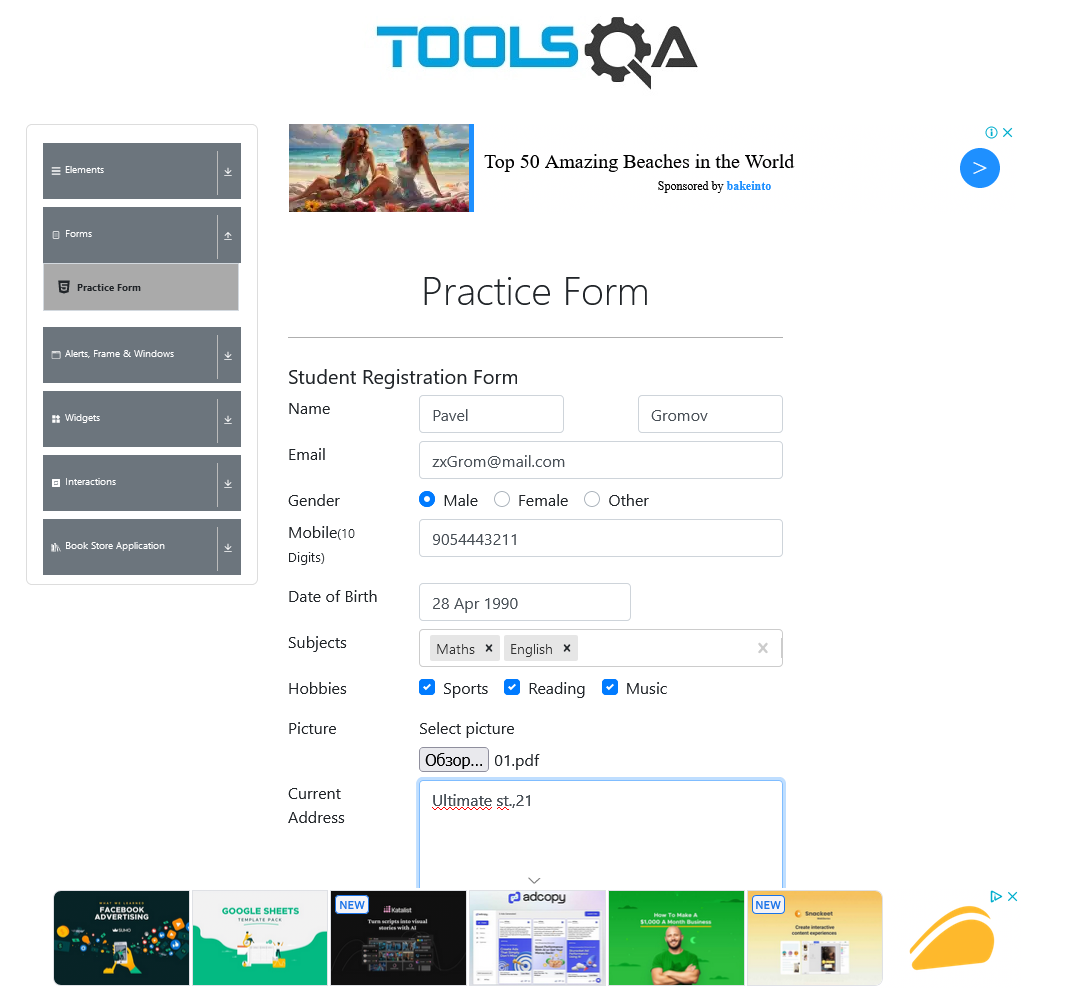 TOOLSQA
Elements
Forms
Practice Form
Alerts, Frame & Windows
Widgets
Interactions
Book Store Application
Top 50 Amazing Beaches in the World
Sponsored by bakeinto
Practice Form
Student Registration Form
Name Pavel Gromov
Email zxGrom@mail.com
Gender Male Female Other
Mobile(10 Digits) 9054443211
Date of Birth 28 Apr 1990
Subjects Maths English
Hobbies Sports Reading Music
Picture Select picture
Обзор... 01.pdf
Current Address Ultimate st.,21
WHAT WE LEARNED
FACEBOOK
ADVERTISING
SUMO
GOOGLE SHEETS
TEMPLATE PACK
NEW
Katalist
Turn scripts into visual
stories with AI
adcopy
How To Make A
$1,000 A Month Business
NEW
Snackeet
Create interactive
content experiences